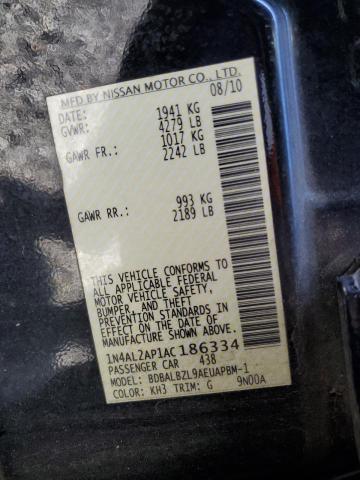 MFD BY NISSAN MOTOR CO., LTD.
DATE: 08/10
GVWR: 1941 KG
4279 LB
GAWR FR.: 1017 KG
2242 LB
GAWR RR.: 993 KG
2189 LB
THIS VEHICLE CONFORMS TO
ALL APPLICABLE FEDERAL
MOTOR VEHICLE SAFETY,
BUMPER, AND THEFT
PREVENTION STANDARDS IN
EFFECT ON THE DATE OF
MANUFACTURE SHOWN ABOVE.
1N4AL2AP1AC186334
PASSENGER CAR 438
MODEL: BDBALBZL9AEUAPBM-1
COLOR: KH3 TRIM: G 9N00A